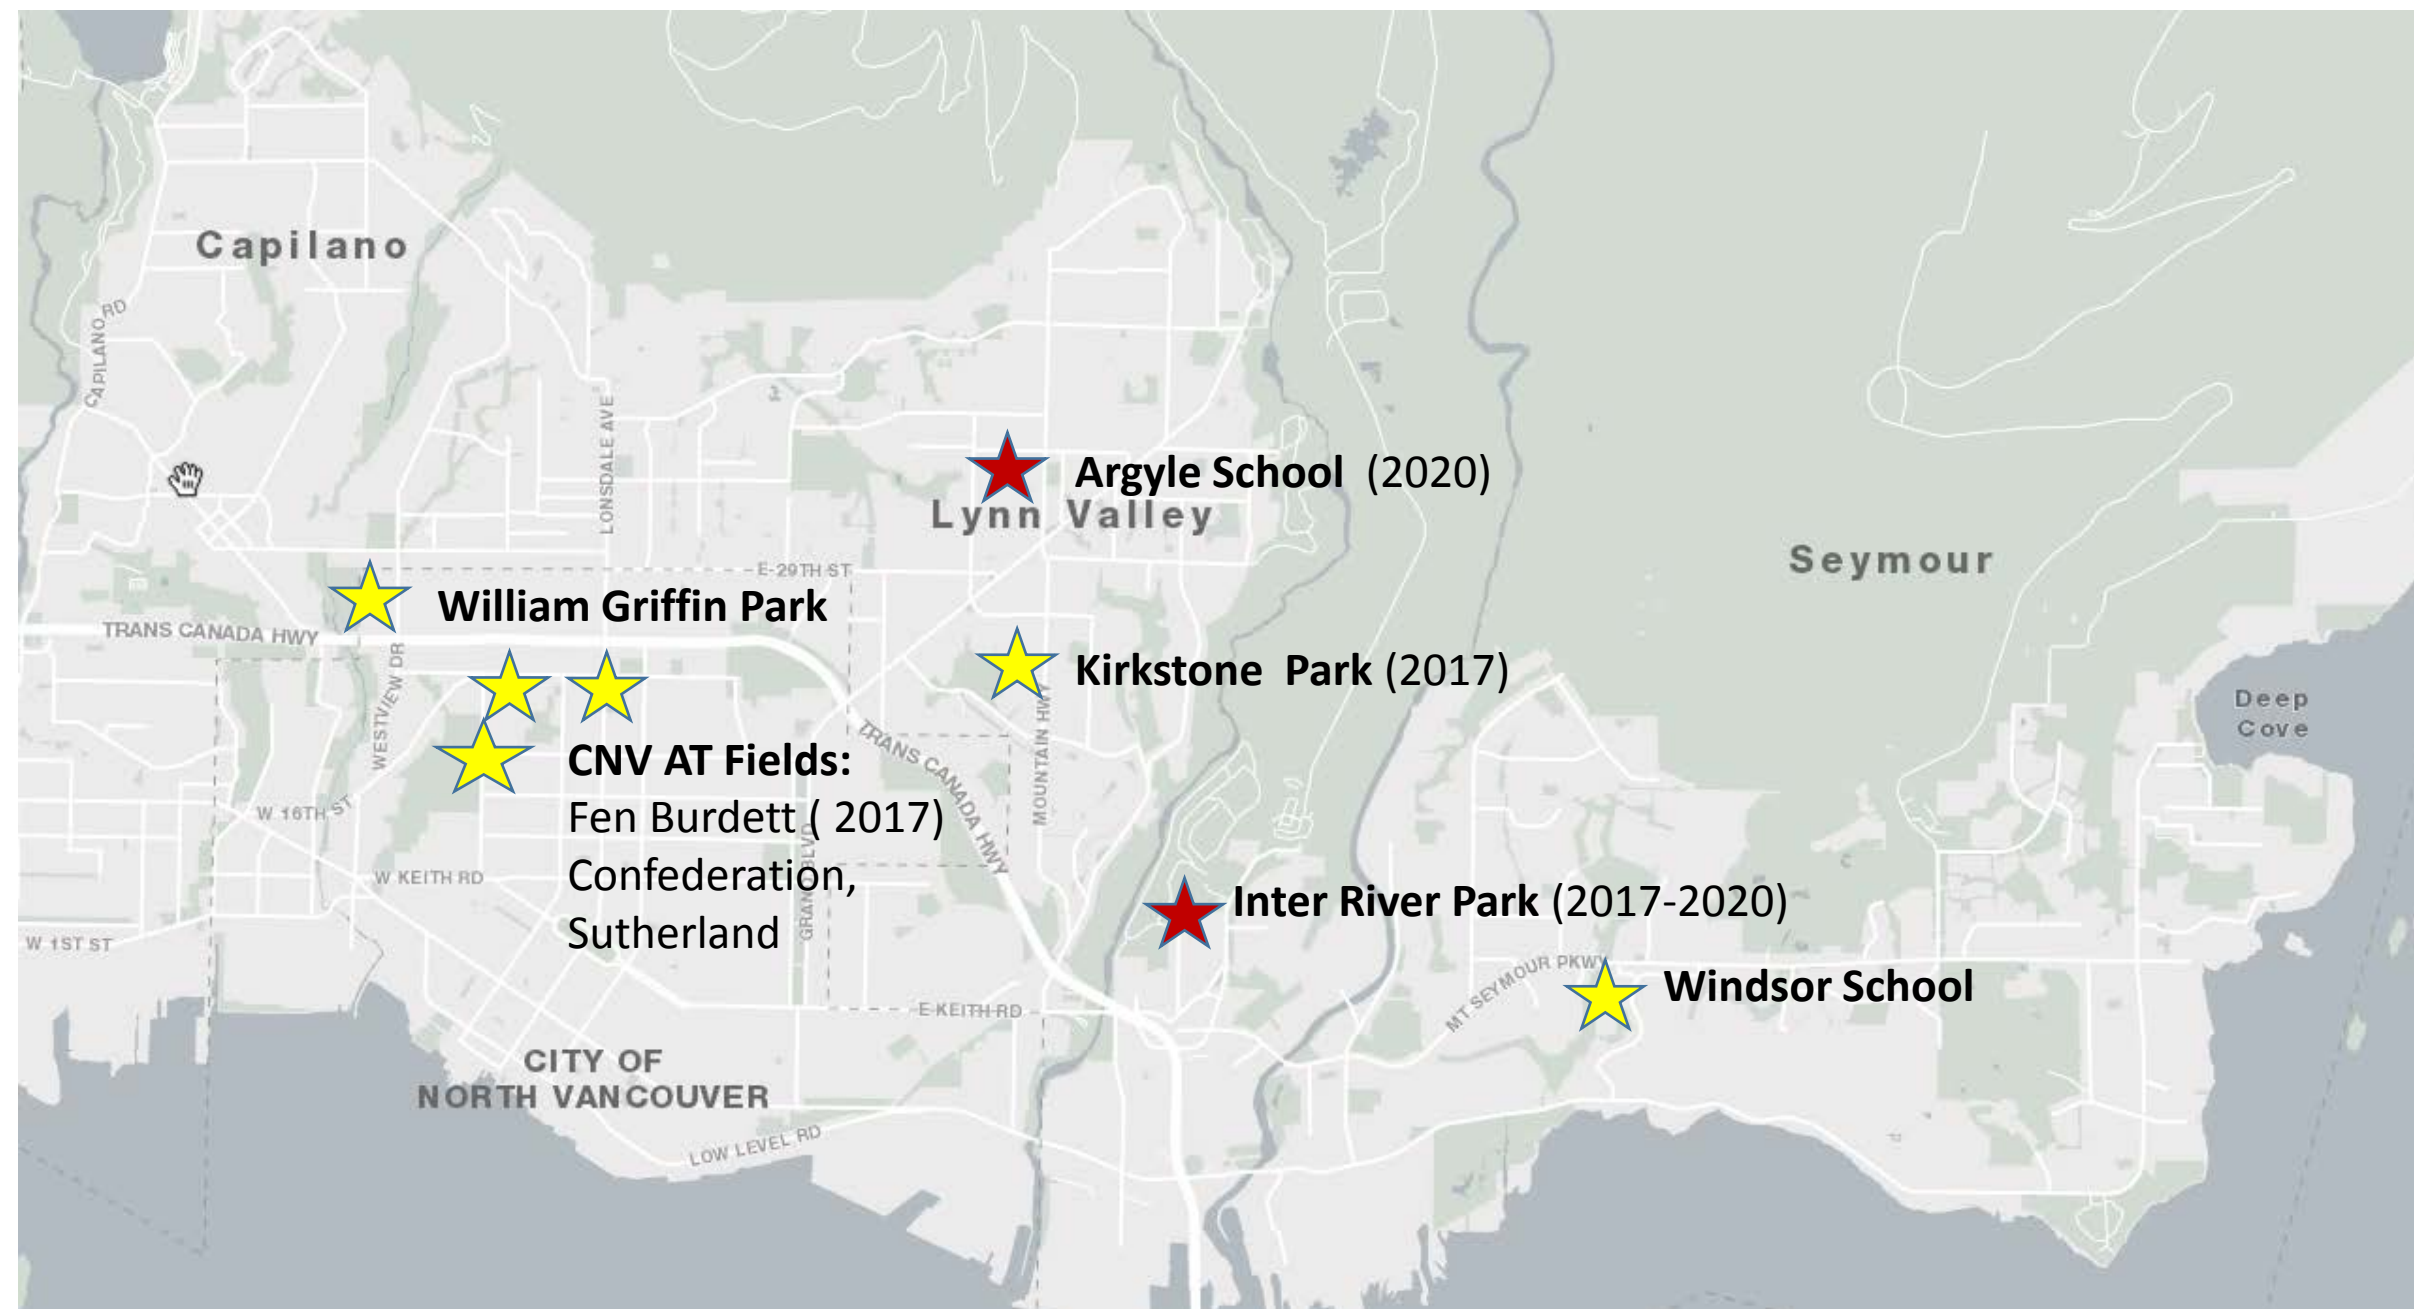 Capilano
CAPILANO RD
LONSDALE AVE
Argyle School (2020)
Lynn Valley
Seymour
E 29TH ST
William Griffin Park
TRANS CANADA HWY
WESTVIEW DR
Kirkstone Park (2017)
MOUNTAIN HWY
Deep
Cove
TRANS CANADA HWY
CNV AT Fields:
Fen Burdett ( 2017)
Confederation,
Sutherland
W 16TH ST
W KEITH RD
GRAND BLVD
Inter River Park (2017-2020)
W 1ST ST
MT SEYMOUR PKWY
Windsor School
E KEITH RD
CITY OF
NORTH VANCOUVER
LOW LEVEL RD